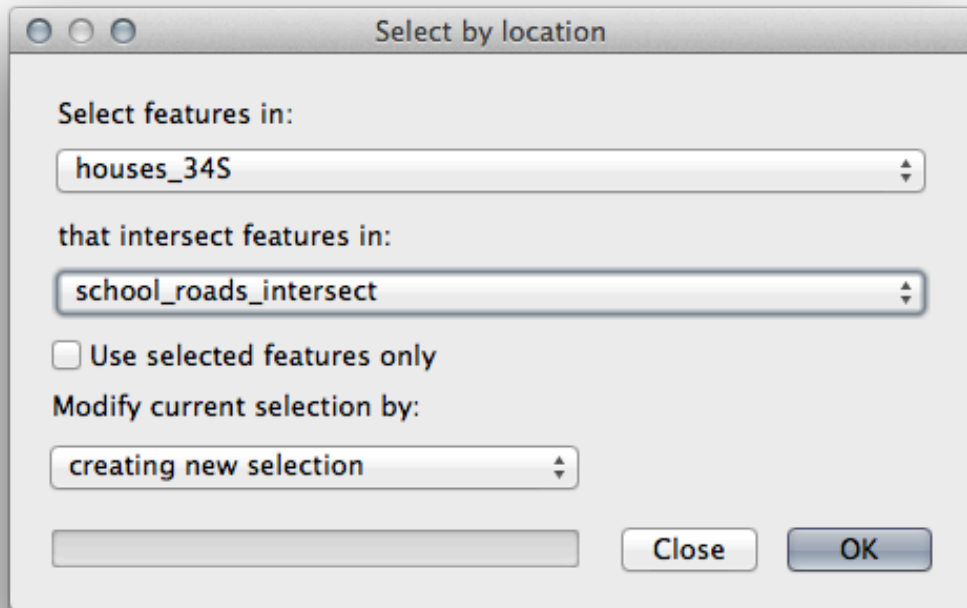 Select by location
Select features in:
houses_34S
that intersect features in:
school_roads_intersect
Use selected features only
Modify current selection by:
creating new selection
Close OK